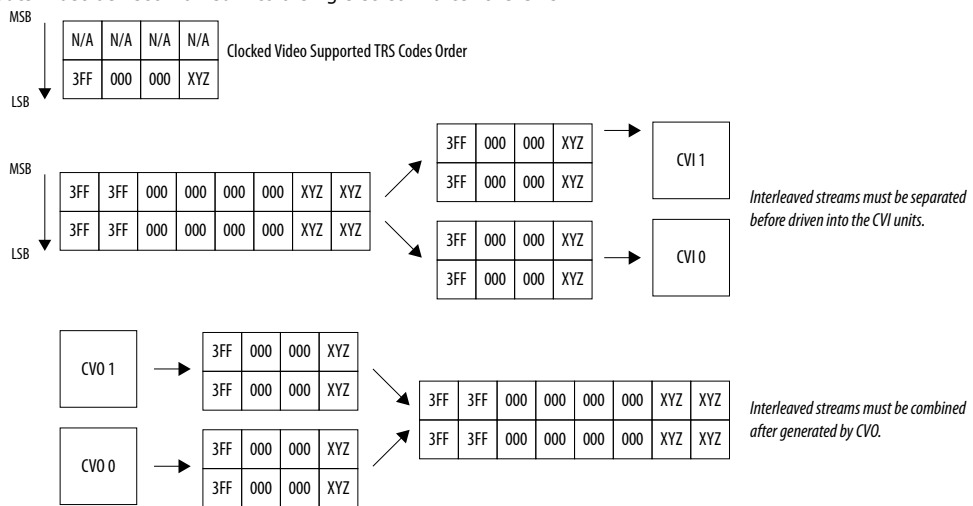 MSB
N/A N/A N/A N/A
Clocked Video Supported TRS Codes Order
3FF 000 000 XYZ
LSB
3FF 000 000 XYZ
3FF 000 000 XYZ
CVI 1
MSB
3FF 3FF 000 000 000 000 XYZ XYZ
3FF 3FF 000 000 000 000 XYZ XYZ
LSB
Interleaved streams must be separated
before driven into the CVI units.
3FF 000 000 XYZ
3FF 000 000 XYZ
CVI 0
CVO 1
3FF 000 000 XYZ
3FF 000 000 XYZ
3FF 3FF 000 000 000 000 XYZ XYZ
3FF 3FF 000 000 000 000 XYZ XYZ
Interleaved streams must be combined
after generated by CVO.
CVO 0
3FF 000 000 XYZ
3FF 000 000 XYZ